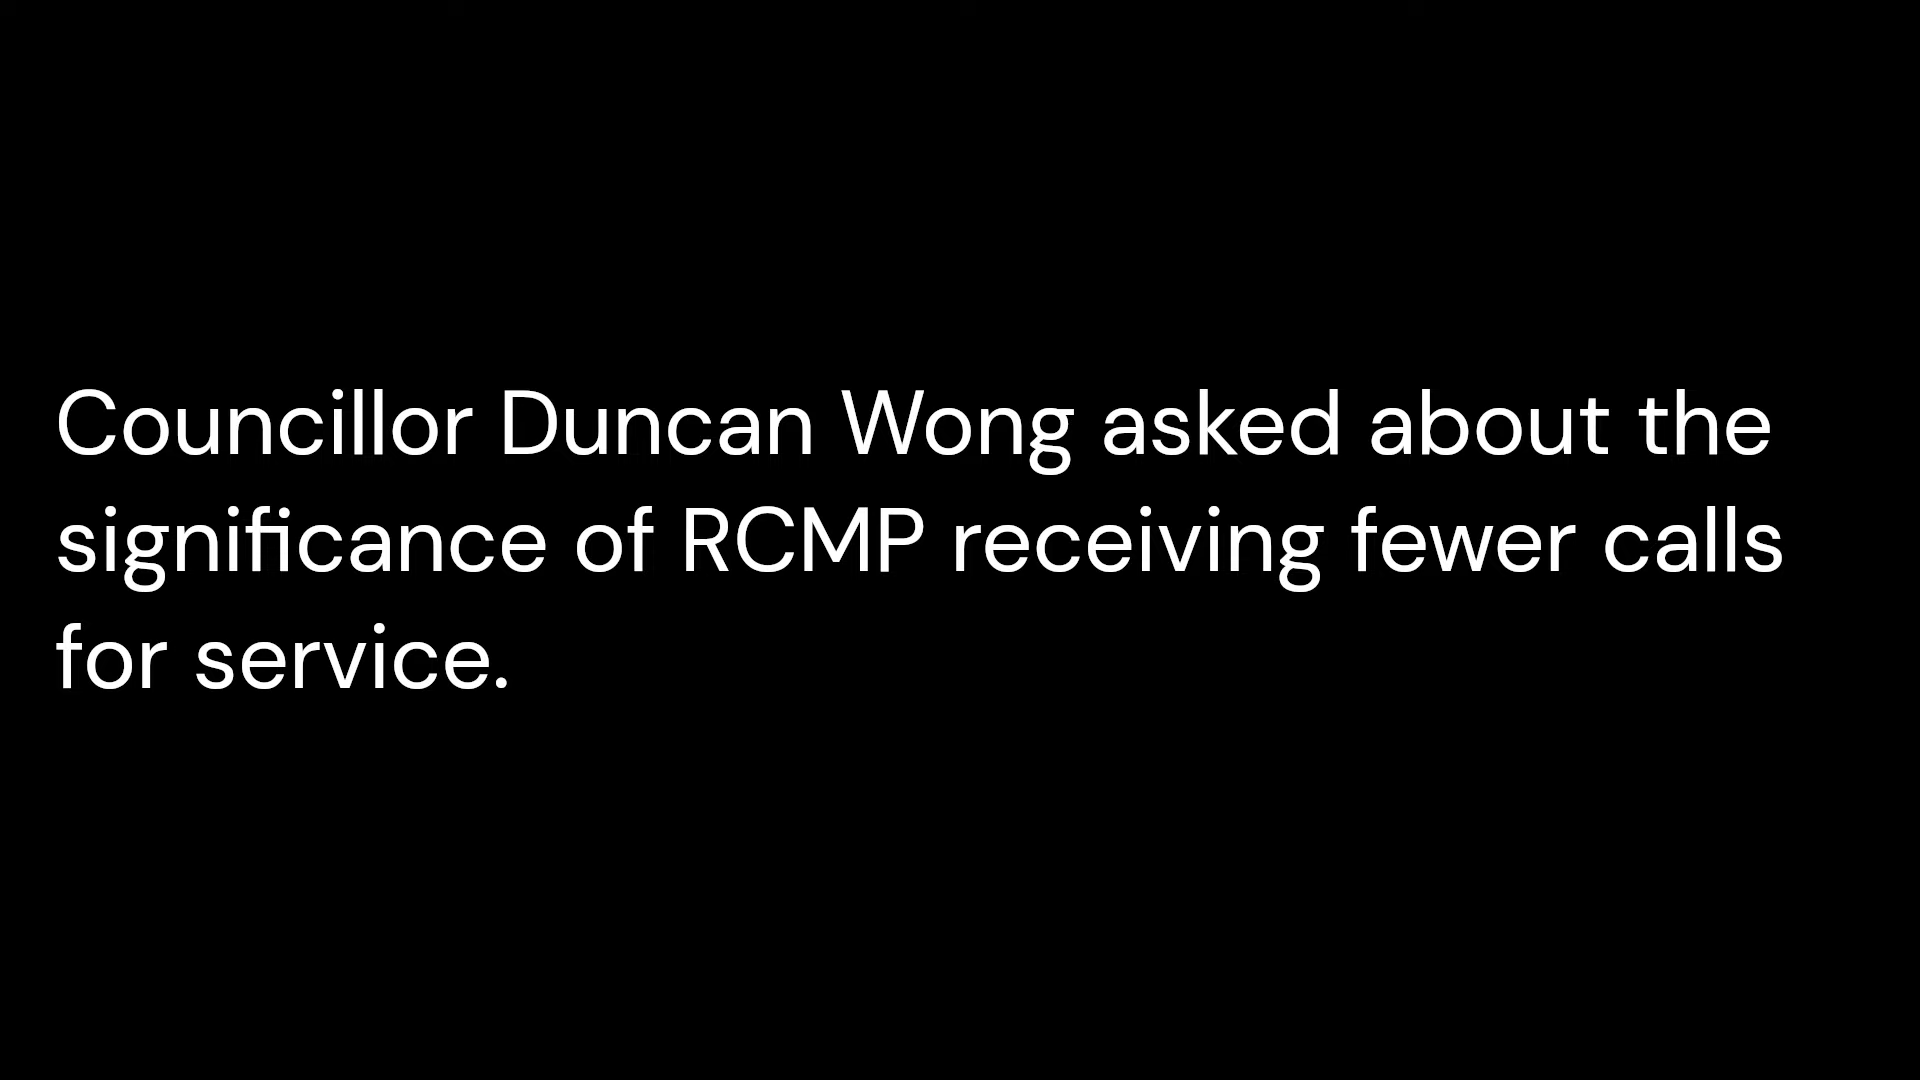 Councillor Duncan Wong asked about the
significance of RCMP receiving fewer calls
for service.